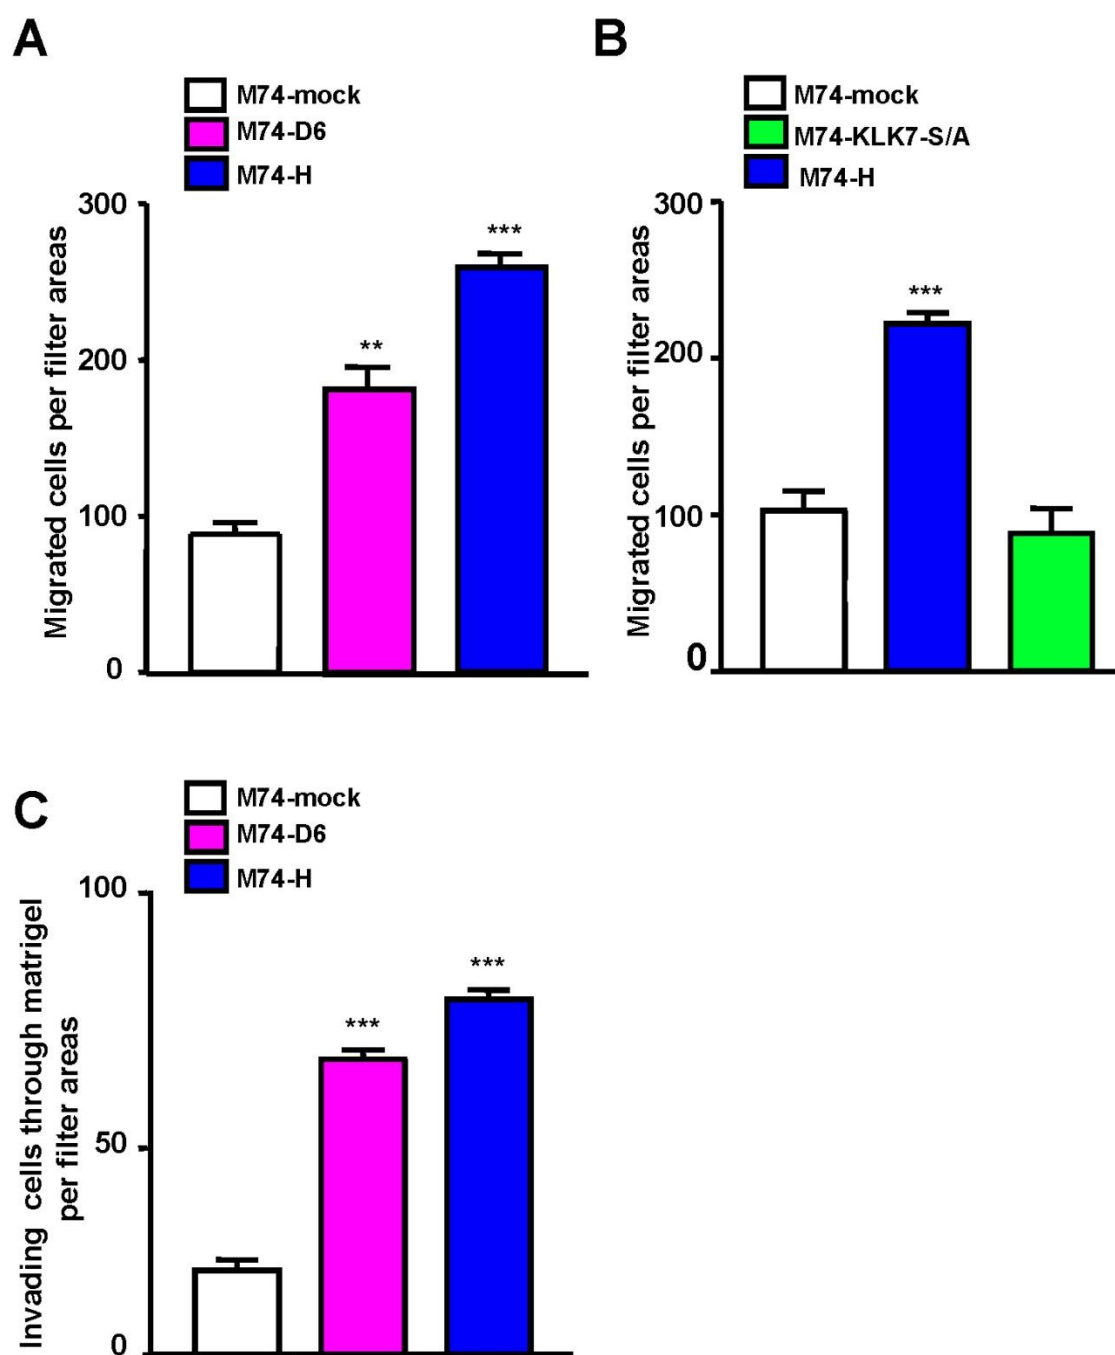 A
M74-mock
M74-D6
M74-H
Migrated cells per filter areas
300
200
100
0
**
***
B
M74-mock
M74-KLK7-S/A
M74-H
Migrated cells per filter areas
300
200
100
0
***
C
M74-mock
M74-D6
M74-H
Invading cells through matrigel
per filter areas
100
50
0
***
***